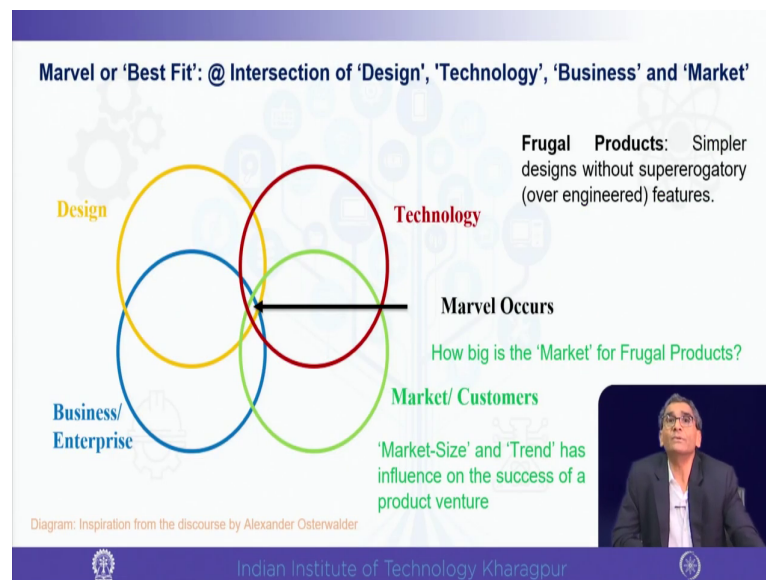 Marvel or ‘Best Fit’: @ Intersection of ‘Design', 'Technology’, ‘Business’ and ‘Market’
Frugal Products: Simpler
designs without supererogatory
(over engineered) features.
Design
Technology
Marvel Occurs
How big is the ‘Market’ for Frugal Products?
Business/
Enterprise
Market/ Customers
‘Market-Size’ and ‘Trend’ has
influence on the success of a
product venture
Diagram: Inspiration from the discourse by Alexander Osterwalder
Indian Institute of Technology Kharagpur